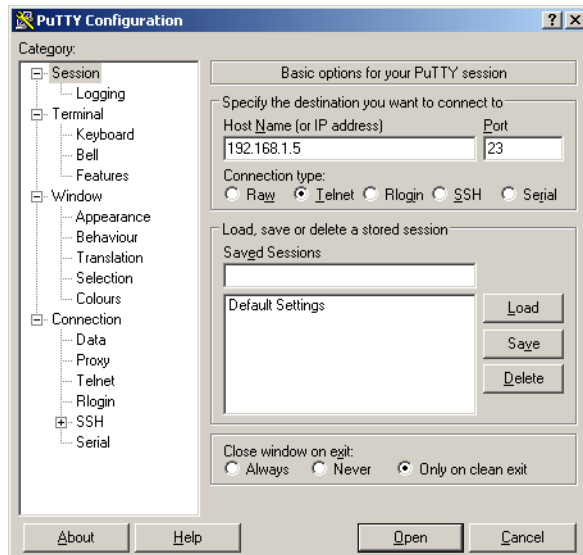 PuTTY Configuration
Category:
Session
Logging
Terminal
Keyboard
Bell
Features
Window
Appearance
Behaviour
Translation
Selection
Colours
Connection
Data
Proxy
Telnet
Rlogin
SSH
Serial
Basic options for your PuTTY session
Specify the destination you want to connect to
Host Name (or IP address) Port
192.168.1.5 23
Connection type:
Raw Telnet Rlogin SSH Serial
Load, save or delete a stored session
Saved Sessions
Default Settings
Load
Save
Delete
Close window on exit:
Always Never Only on clean exit
About Help Open Cancel